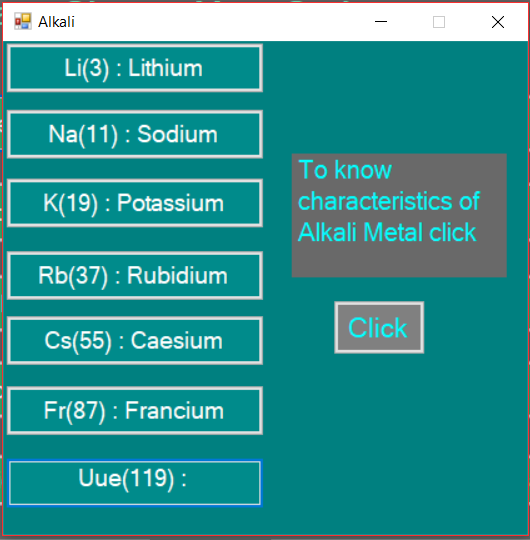 Alkali
Li(3) : Lithium
Na(11) : Sodium
K(19) : Potassium
Rb(37) : Rubidium
Cs(55) : Caesium
Fr(87) : Francium
Uue(119) :
To know
characteristics of
Alkali Metal click
Click